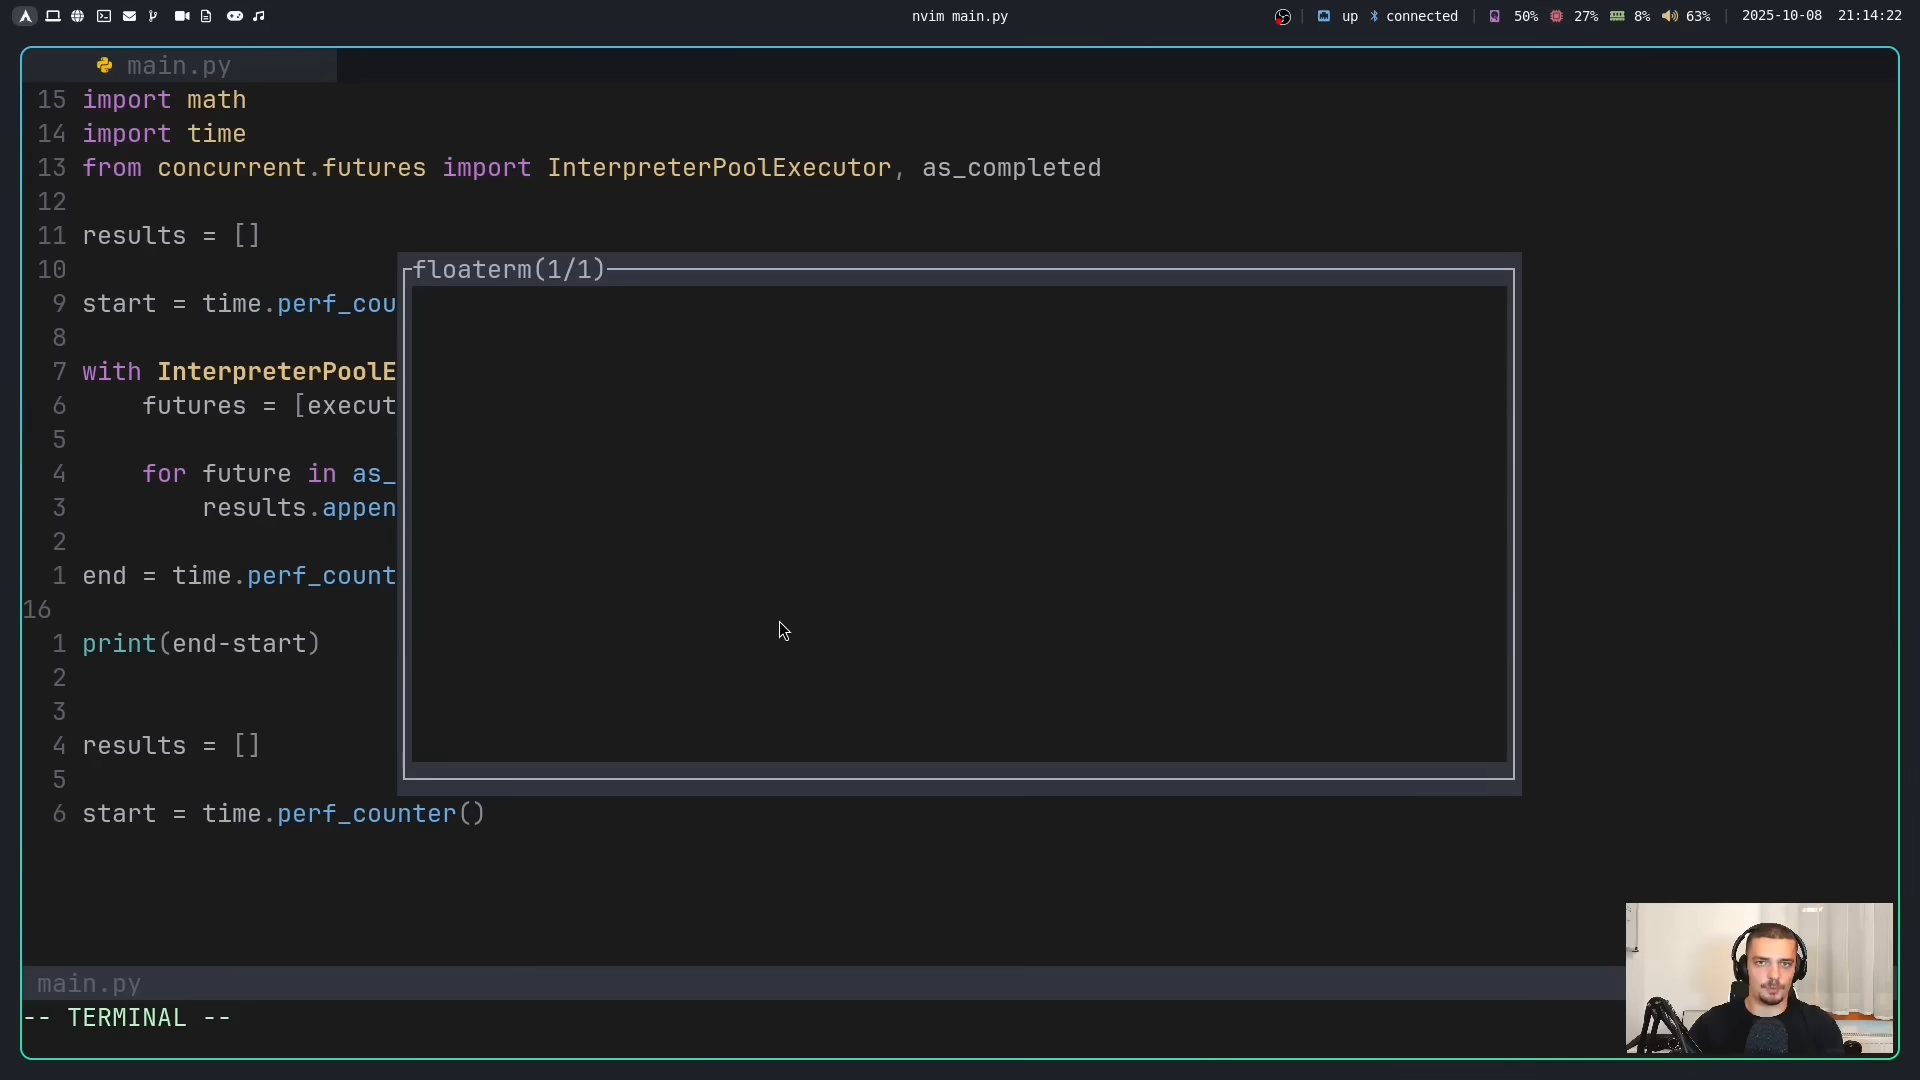 nvim main.py
up connected 50% 27% 8% 63% 2025-10-08 21:14:22
main.py
15 import math
14 import time
13 from concurrent.futures import InterpreterPoolExecutor, as_completed
12
11 results = []
10
9 start = time.perf_cou
8
7 with InterpreterPoolE
6 futures = [execut
5
4 for future in as_
3 results.appen
2
1 end = time.perf_count
16
1 print(end-start)
2
3
4 results = []
5
6 start = time.perf_counter()
floaterm(1/1)
main.py
-- TERMINAL --